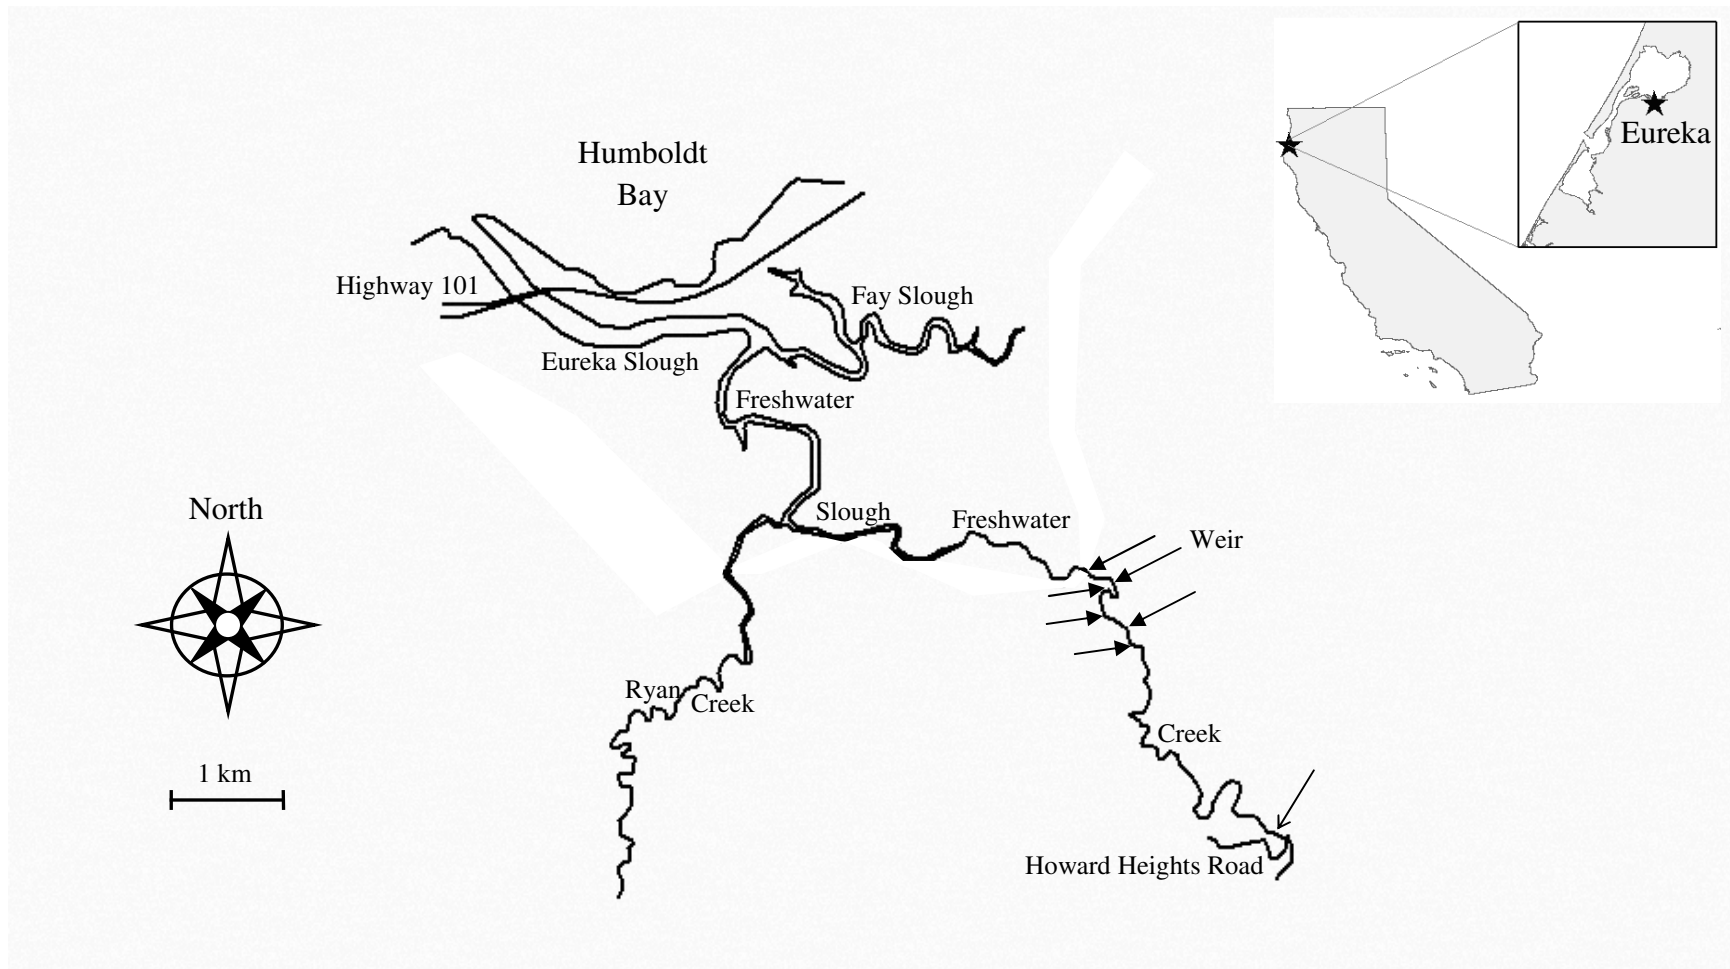 Humboldt
Bay
Eureka
Highway 101
Fay Slough
Eureka Slough
Freshwater
Slough
Freshwater
North
Weir
Ryan
Creek
Creek
1 km
Howard Heights Road